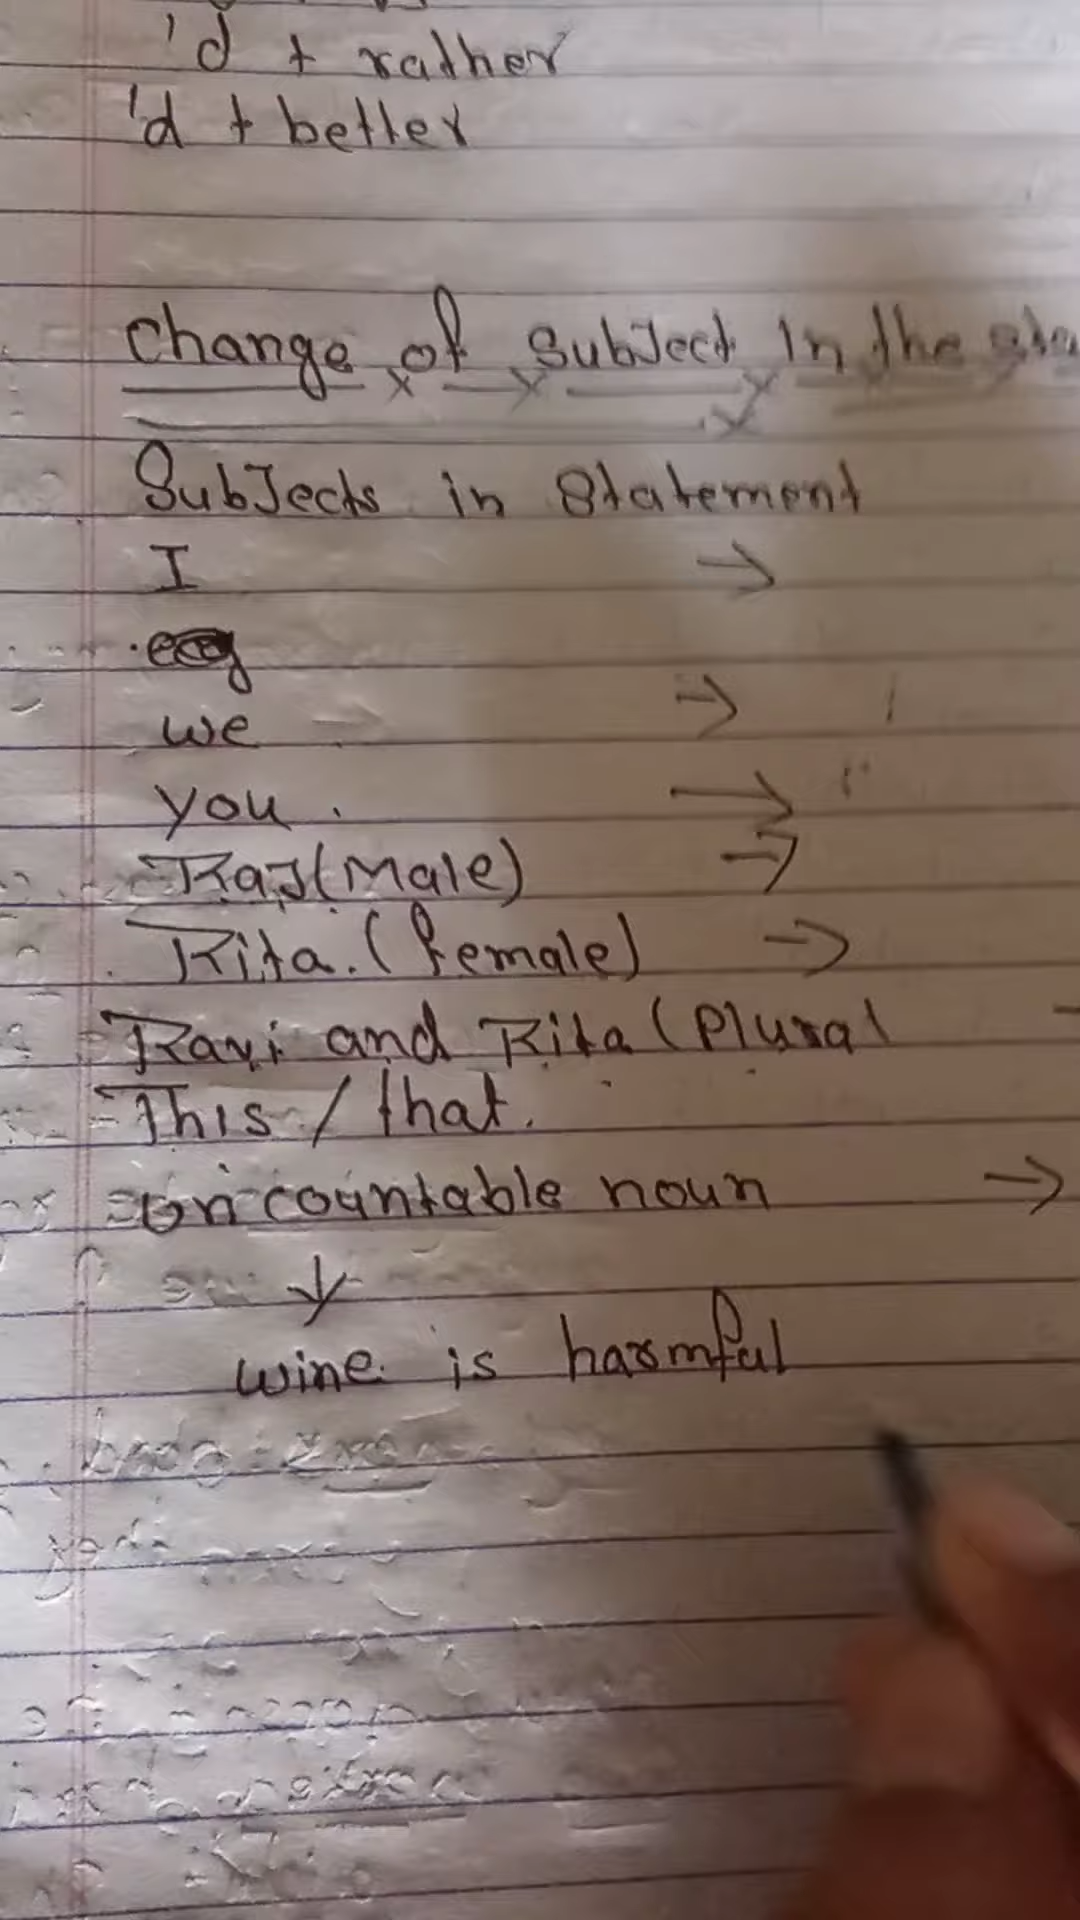 'd + rather
'd + better
Change of SubJect In the sta
SubJects in Statement
I →
we →
you. →
Raj (Male) →
Rita. (female) →
Ravi and Rita (Plural
This / that.
uncountable noun →
↓
wine is harmful